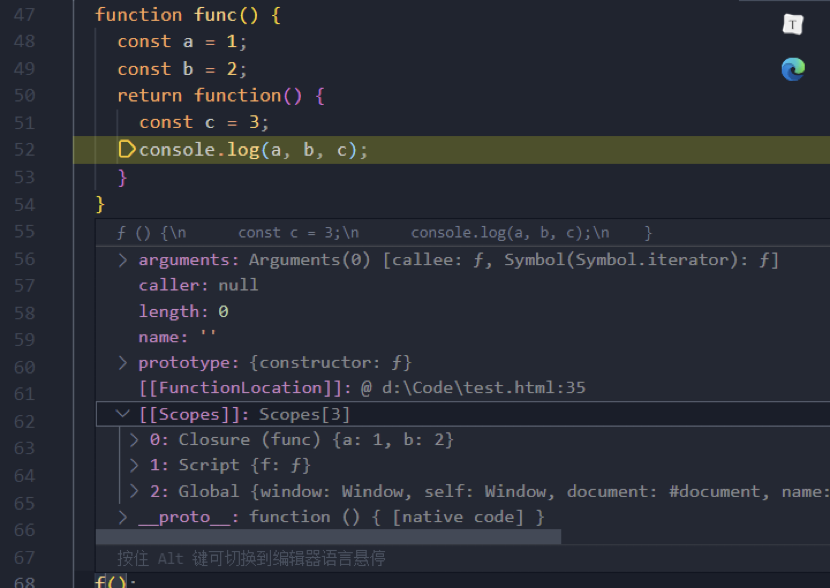 47 function func() {
48 const a = 1;
49 const b = 2;
50 return function() {
51 const c = 3;
52 console.log(a, b, c);
53 }
54 }
55 ƒ () {\n const c = 3;\n console.log(a, b, c);\n }
56 > arguments: Arguments(0) [callee: ƒ, Symbol(Symbol.iterator): ƒ]
57 caller: null
58 length: 0
59 name: ''
60 > prototype: {constructor: ƒ}
61 [[FunctionLocation]]: @ d:\Code\test.html:35
62 [[Scopes]]: Scopes[3]
63 > 0: Closure (func) {a: 1, b: 2}
64 > 1: Script {f: ƒ}
65 > 2: Global {window: Window, self: Window, document: #document, name:
66 > __proto__: function () { [native code] }
67 按住 Alt 键可切换到编辑器语言悬停
68 f();
T